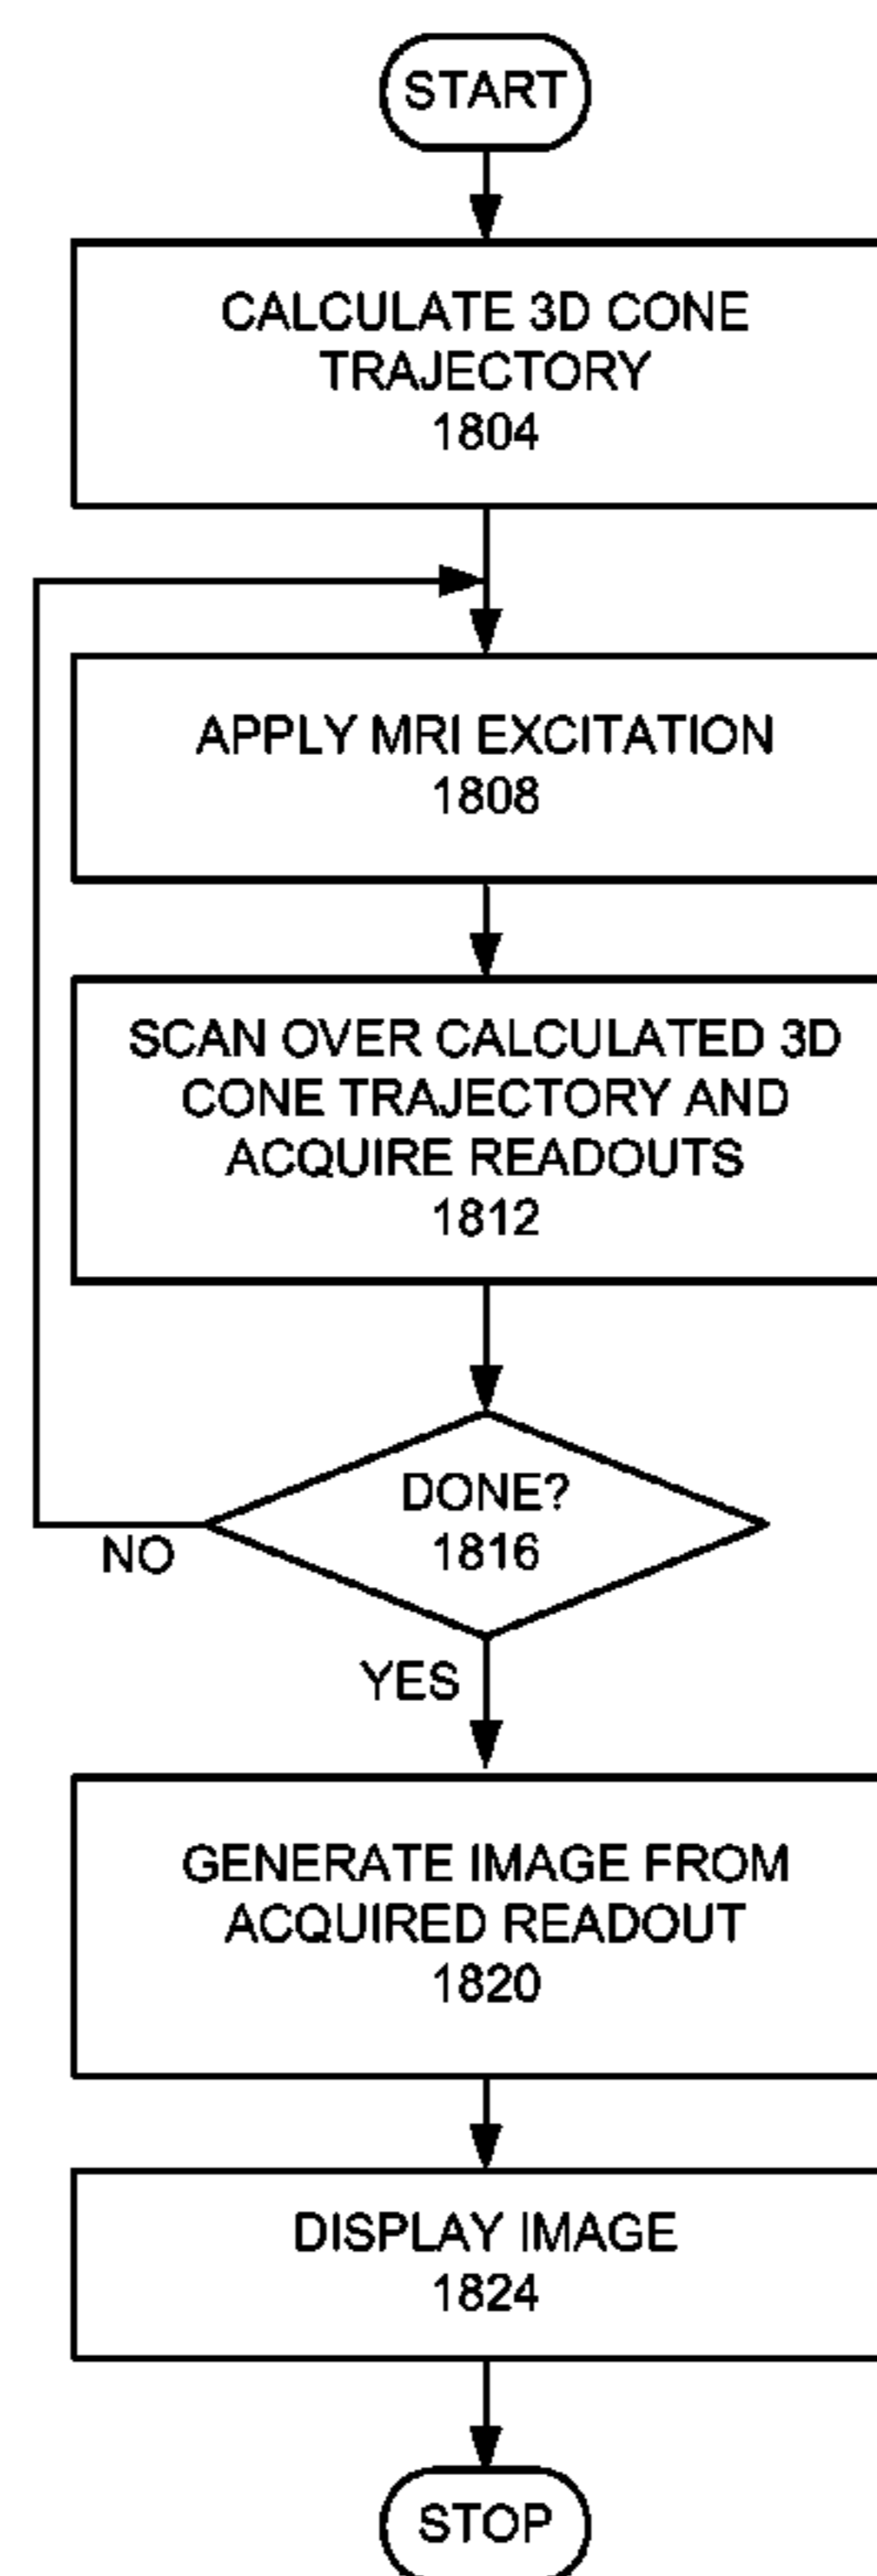 START
CALCULATE 3D CONE
TRAJECTORY
1804
APPLY MRI EXCITATION
1808
SCAN OVER CALCULATED 3D
CONE TRAJECTORY AND
ACQUIRE READOUTS
1812
DONE?
1816
NO
YES
GENERATE IMAGE FROM
ACQUIRED READOUT
1820
DISPLAY IMAGE
1824
STOP